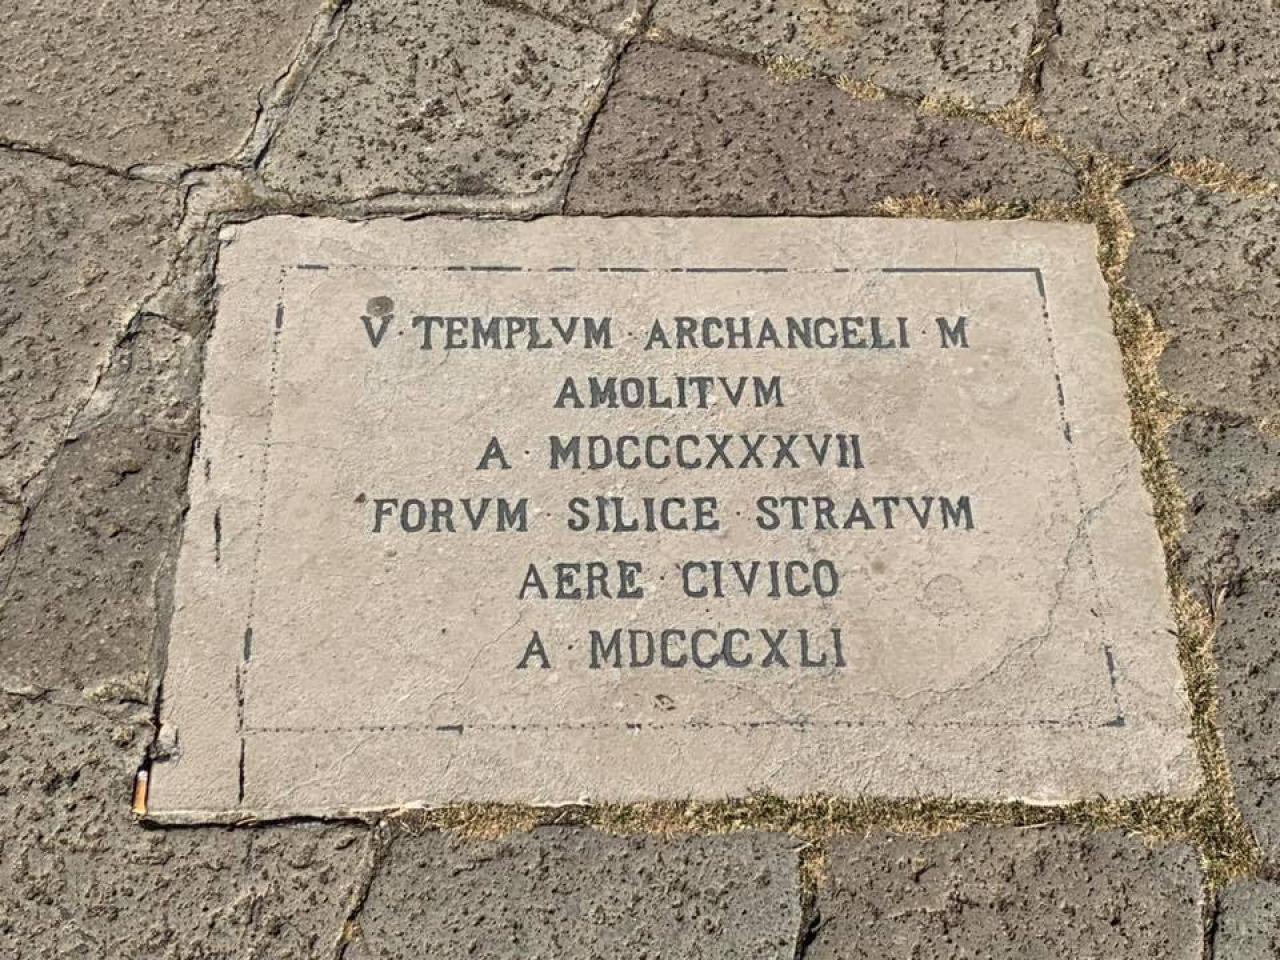 V · TEMPLVM · ARCHANGELI · M
AMOLITVM
A · MDCCCXXXVII
FORVM · SILICE · STRATVM
AERE · CIVICO
A · MDCCCXLI